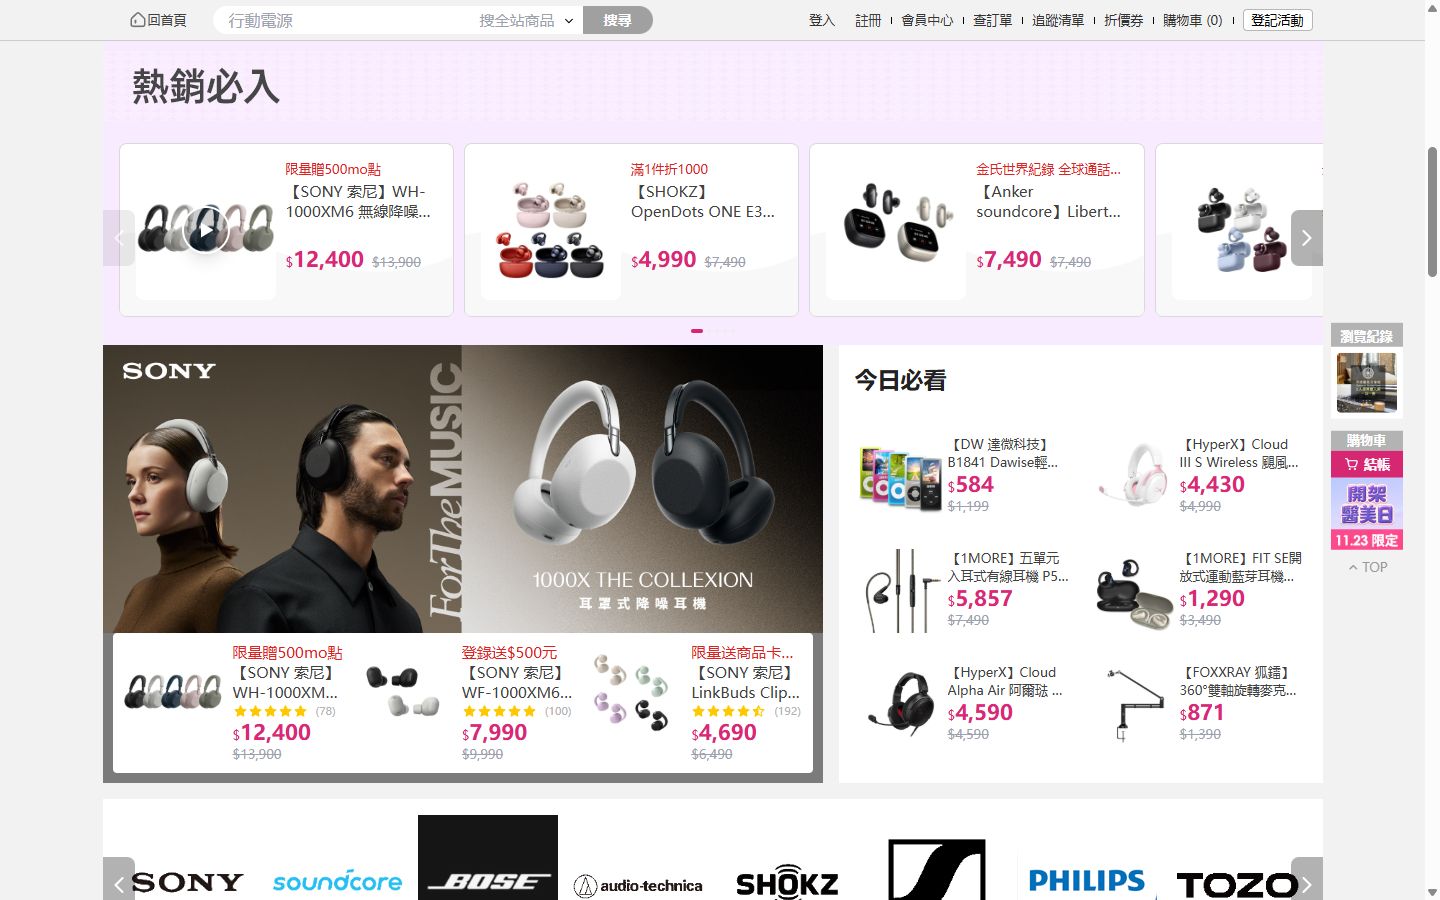 回首頁
行動電源
搜全站商品
搜尋
登入
註冊
會員中心
查訂單
追蹤清單
折價券
購物車 (0)
登記活動
熱銷必入
限量贈500mo點
【SONY 索尼】WH-
1000XM6 無線降噪...
$12,400 $13,900
滿1件折1000
【SHOKZ】
OpenDots ONE E3...
$4,990 $7,490
金氏世界紀錄 全球通話...
【Anker
soundcore】Libert...
$7,490 $7,490
SONY
ForTheMUSIC
1000X THE COLLEXION
耳罩式降噪耳機
限量贈500mo點
【SONY 索尼】
WH-1000XM...
(78)
$12,400
$13,900
登錄送$500元
【SONY 索尼】
WF-1000XM6...
(100)
$7,990
$9,990
限量送商品卡...
【SONY 索尼】
LinkBuds Clip...
(192)
$4,690
$6,490
今日必看
【DW 達微科技】
B1841 Dawise輕...
$584
$1,199
【HyperX】Cloud
III S Wireless 颶風...
$4,430
$4,990
【1MORE】五單元
入耳式有線耳機 P5...
$5,857
$7,490
【1MORE】FIT SE開
放式運動藍芽耳機...
$1,290
$3,490
【HyperX】Cloud
Alpha Air 阿爾琺 ...
$4,590
$4,590
【FOXXRAY 狐鐳】
360°雙軸旋轉麥克...
$871
$1,390
瀏覽紀錄
購物車
結帳
開架
醫美日
11.23 限定
TOP
SONY
soundcore
BOSE
audio-technica
SHOKZ
PHILIPS
TOZO